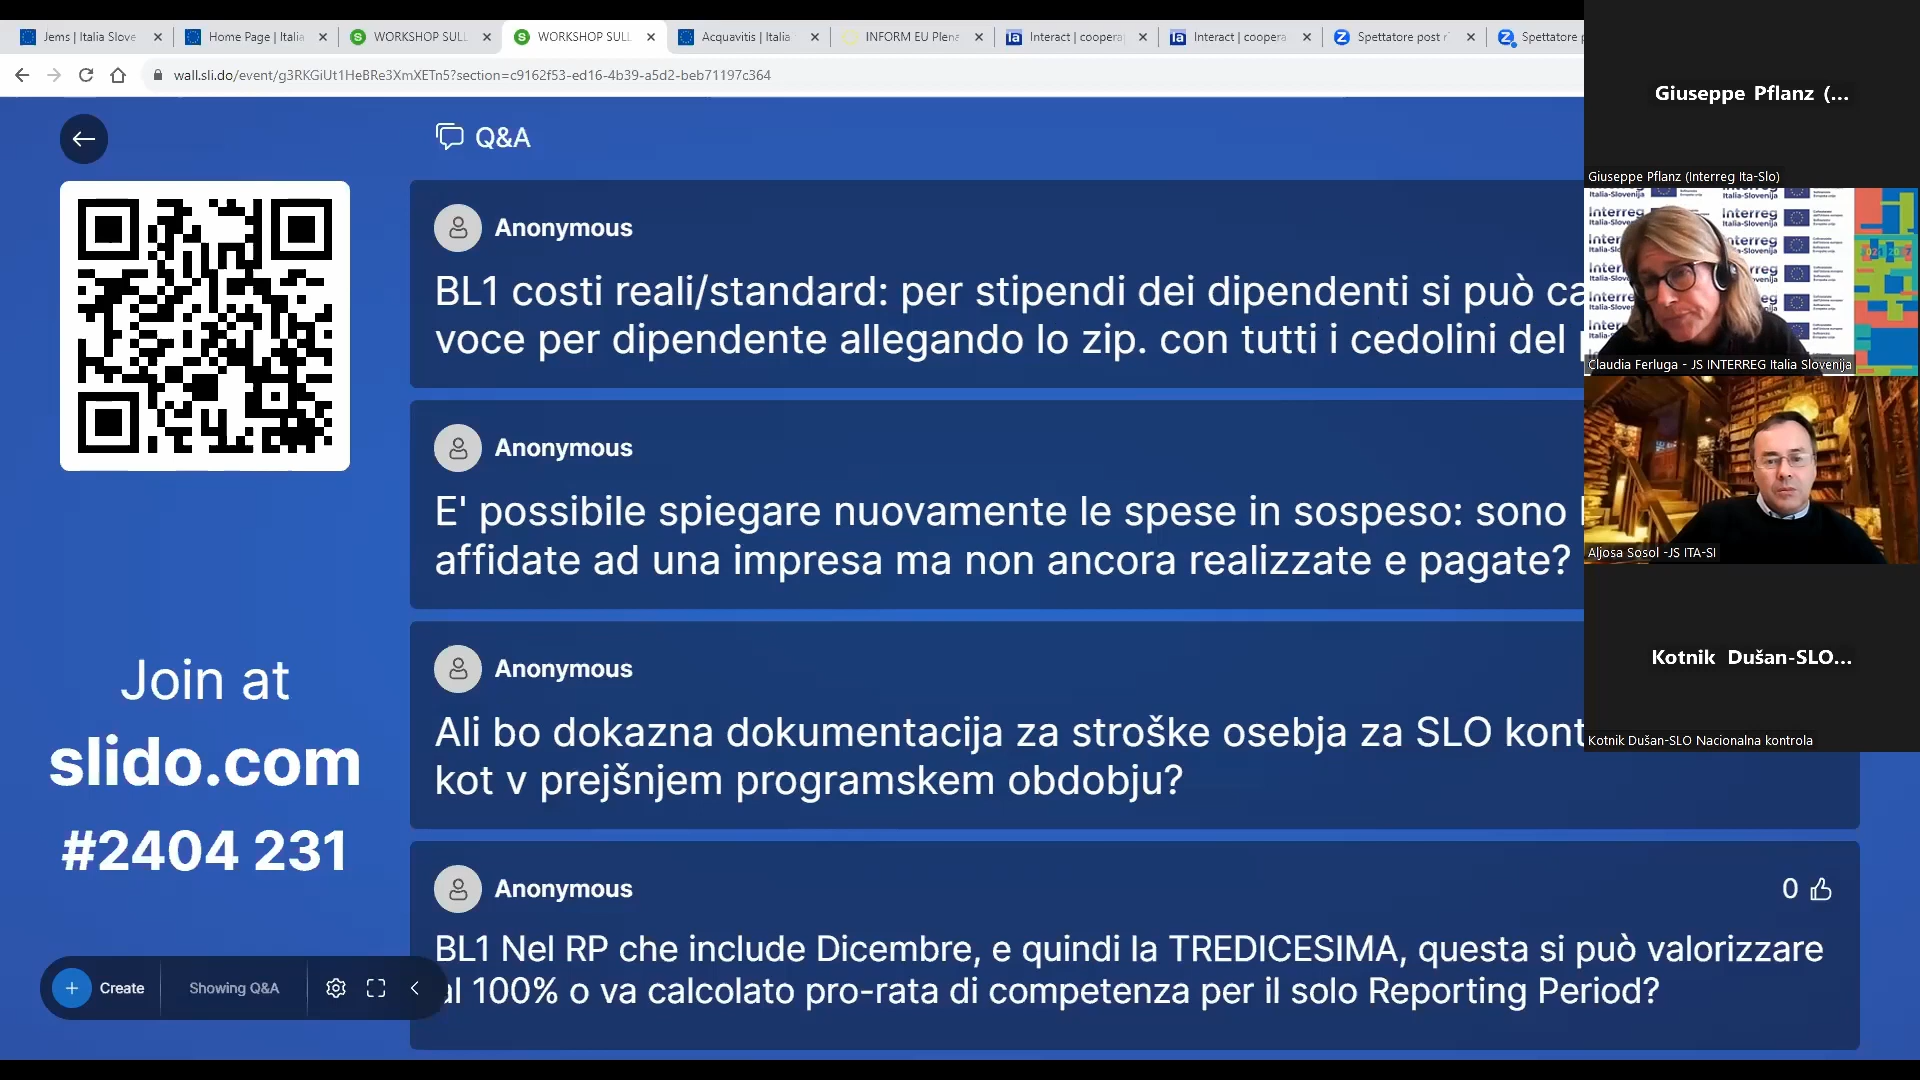 Jems | Italia Slove
Home Page | Italia
WORKSHOP SULL
WORKSHOP SULL
Acquavitis | Italia
INFORM EU Plena
Interact | coopera
Interact | coopera
Spettatore post
Spettatore
wall.sli.do/event/g3RKGiUt1HeBRe3XmXETn5?section=c9162f53-ed16-4b39-a5d2-beb71197c364
Q&A
Anonymous
BL1 costi reali/standard: per stipendi dei dipendenti si può ca
voce per dipendente allegando lo zip. con tutti i cedolini del
Anonymous
E' possibile spiegare nuovamente le spese in sospeso: sono
affidate ad una impresa ma non ancora realizzate e pagate?
Anonymous
Ali bo dokazna dokumentacija za stroške osebja za SLO kont
kot v prejšnjem programskem obdobju?
Anonymous
0
BL1 Nel RP che include Dicembre, e quindi la TREDICESIMA, questa si può valorizzare
al 100% o va calcolato pro-rata di competenza per il solo Reporting Period?
Join at
slido.com
#2404 231
Create
Showing Q&A
Giuseppe Pflanz (...
Giuseppe Pflanz (Interreg Ita-Slo)
Interreg
Italia-Slovenija
Claudia Ferluga - JS INTERREG Italia Slovenija
Aljosa Sosol -JS ITA-SI
Kotnik Dušan-SLO...
Kotnik Dušan-SLO Nacionalna kontrola